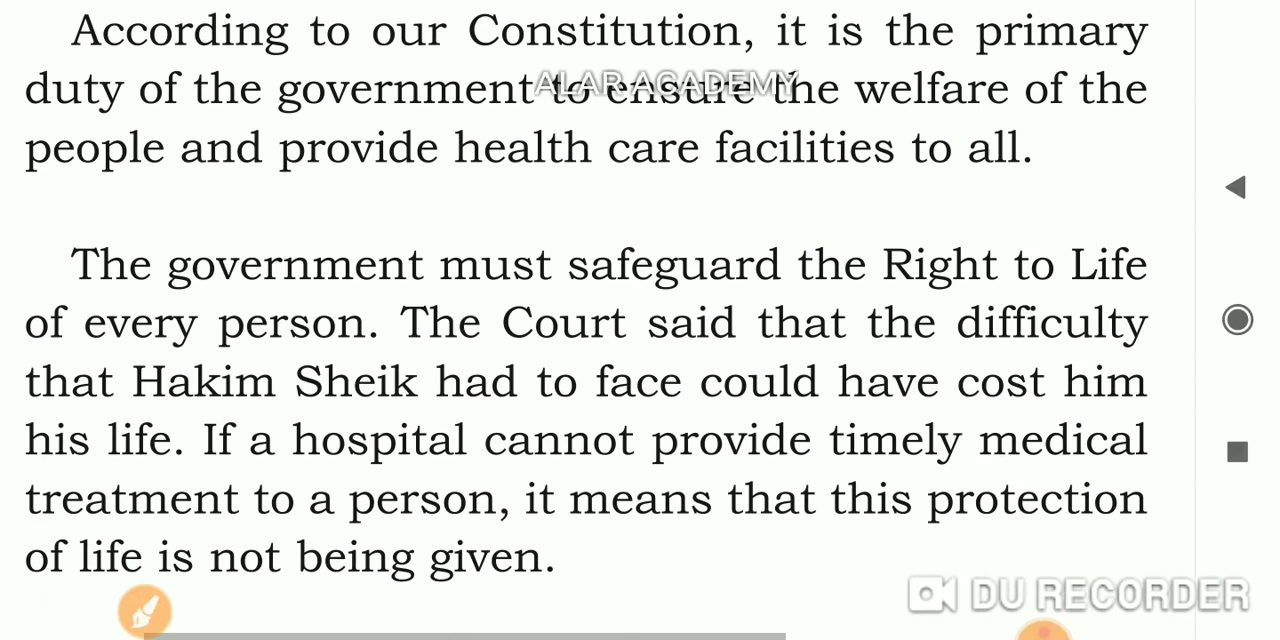 According to our Constitution, it is the primary
duty of the government to ensure the welfare of the
ALAR ACADEMY
people and provide health care facilities to all.
The government must safeguard the Right to Life
of every person. The Court said that the difficulty
that Hakim Sheik had to face could have cost him
his life. If a hospital cannot provide timely medical
treatment to a person, it means that this protection
of life is not being given.
DU RECORDER